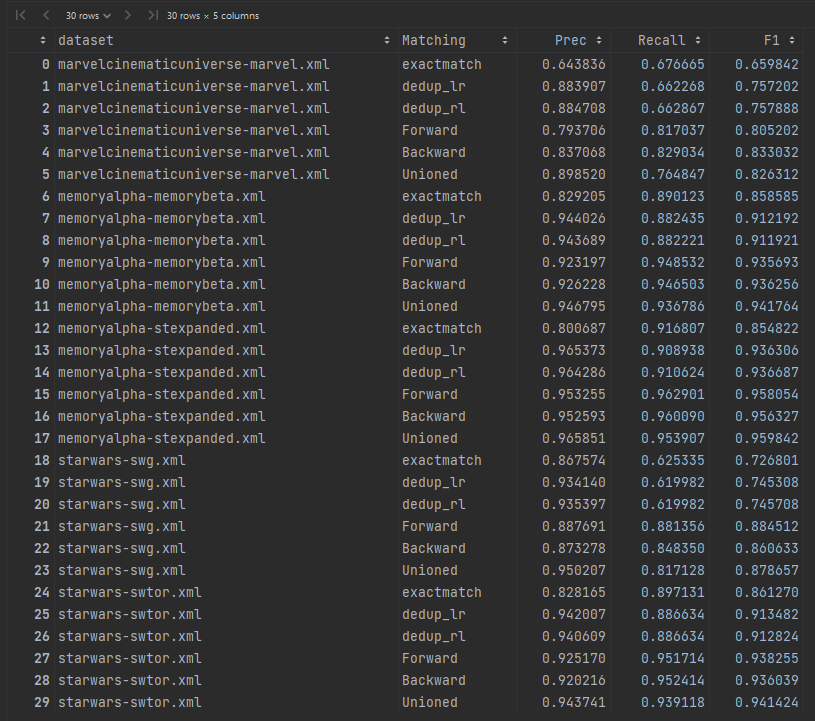 30 rows 30 rows × 5 columns
dataset Matching Prec Recall F1
0 marvelcinematicuniverse-marvel.xml exactmatch 0.643836 0.676665 0.659842
1 marvelcinematicuniverse-marvel.xml dedup_lr 0.883907 0.662268 0.757202
2 marvelcinematicuniverse-marvel.xml dedup_rl 0.884708 0.662867 0.757888
3 marvelcinematicuniverse-marvel.xml Forward 0.793706 0.817037 0.805202
4 marvelcinematicuniverse-marvel.xml Backward 0.837068 0.829034 0.833032
5 marvelcinematicuniverse-marvel.xml Unioned 0.898520 0.764847 0.826312
6 memoryalpha-memorybeta.xml exactmatch 0.829205 0.890123 0.858585
7 memoryalpha-memorybeta.xml dedup_lr 0.944026 0.882435 0.912192
8 memoryalpha-memorybeta.xml dedup_rl 0.943689 0.882221 0.911921
9 memoryalpha-memorybeta.xml Forward 0.923197 0.948532 0.935693
10 memoryalpha-memorybeta.xml Backward 0.926228 0.946503 0.936256
11 memoryalpha-memorybeta.xml Unioned 0.946795 0.936786 0.941764
12 memoryalpha-stexpanded.xml exactmatch 0.800687 0.916807 0.854822
13 memoryalpha-stexpanded.xml dedup_lr 0.965373 0.908938 0.936306
14 memoryalpha-stexpanded.xml dedup_rl 0.964286 0.910624 0.936687
15 memoryalpha-stexpanded.xml Forward 0.953255 0.962901 0.958054
16 memoryalpha-stexpanded.xml Backward 0.952593 0.960090 0.956327
17 memoryalpha-stexpanded.xml Unioned 0.965851 0.953907 0.959842
18 starwars-swg.xml exactmatch 0.867574 0.625335 0.726801
19 starwars-swg.xml dedup_lr 0.934140 0.619982 0.745308
20 starwars-swg.xml dedup_rl 0.935397 0.619982 0.745708
21 starwars-swg.xml Forward 0.887691 0.881356 0.884512
22 starwars-swg.xml Backward 0.873278 0.848350 0.860633
23 starwars-swg.xml Unioned 0.950207 0.817128 0.878657
24 starwars-swtor.xml exactmatch 0.828165 0.897131 0.861270
25 starwars-swtor.xml dedup_lr 0.942007 0.886634 0.913482
26 starwars-swtor.xml dedup_rl 0.940609 0.886634 0.912824
27 starwars-swtor.xml Forward 0.925170 0.951714 0.938255
28 starwars-swtor.xml Backward 0.920216 0.952414 0.936039
29 starwars-swtor.xml Unioned 0.943741 0.939118 0.941424